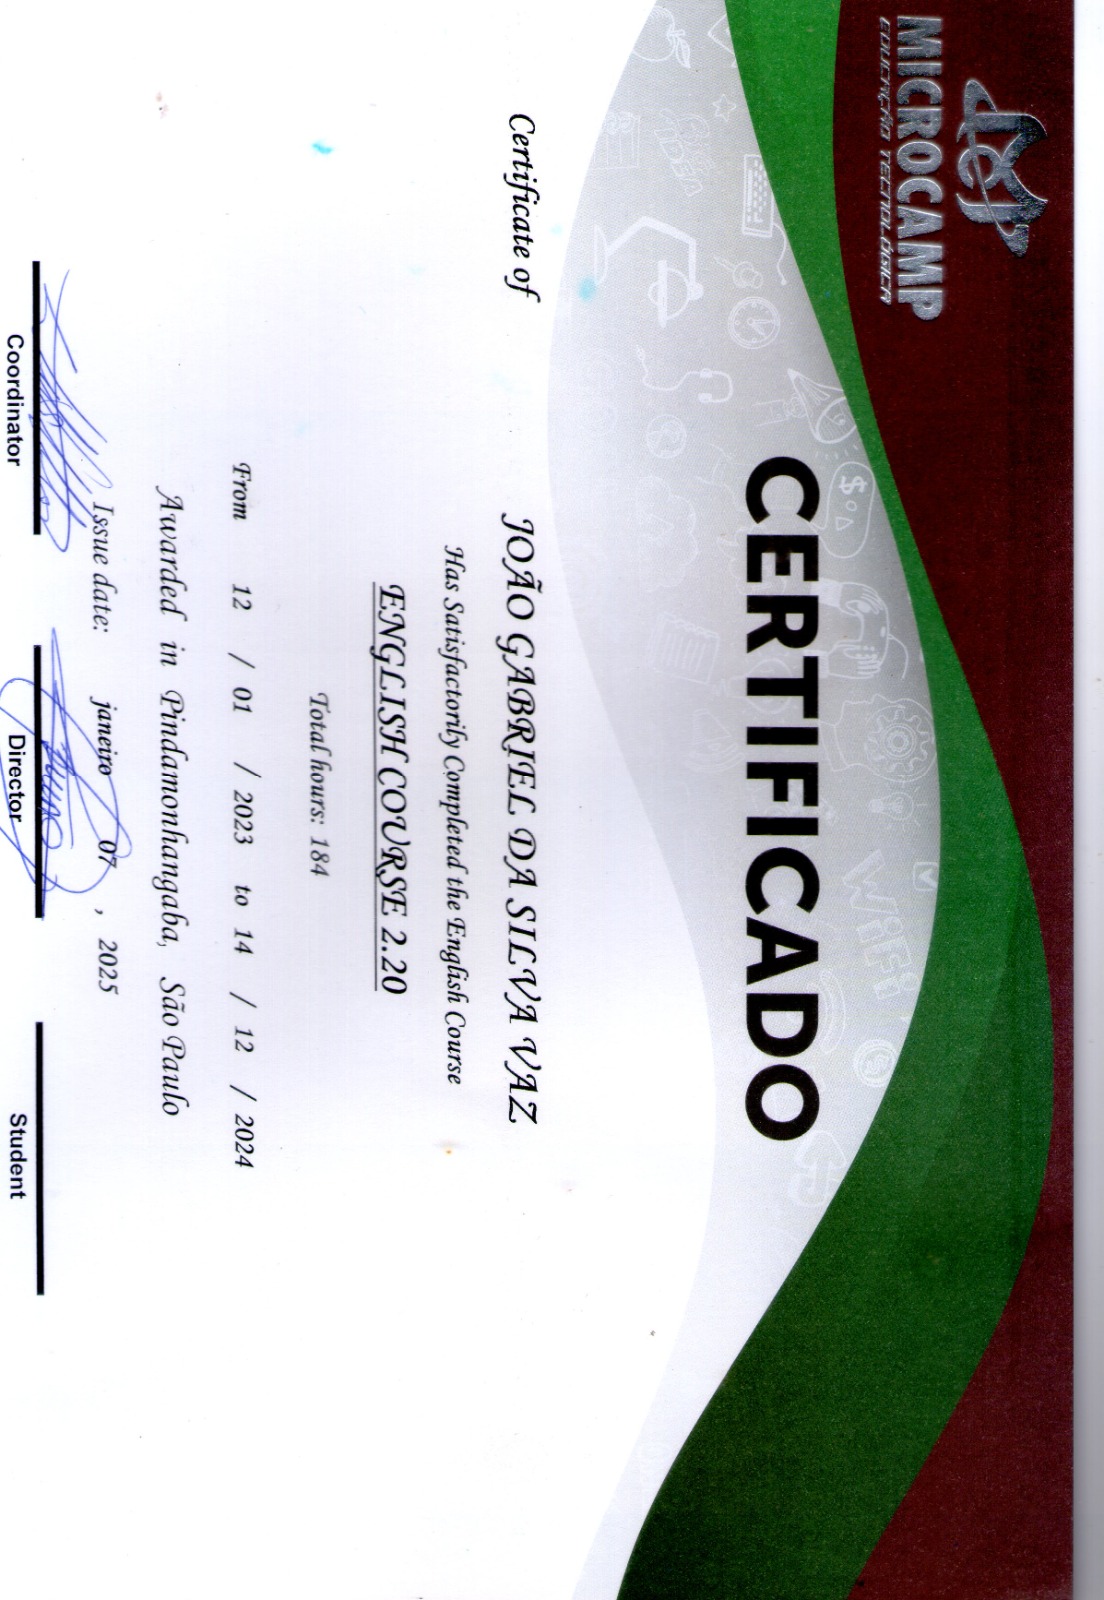 MICROCAMP
EDUCAÇÃO TECNOLÓGICA
WiFi
IDEA
CERTIFICADO
Certificate of JOÃO GABRIEL DA SILVA VAZ
Has Satisfactorily Completed the English Course
ENGLISH COURSE 2.20
Total hours: 184
From 12 / 01 / 2023 to 14 / 12 / 2024
Awarded in Pindamonhangaba, São Paulo
Issue date: janeiro 07 , 2025
Coordinator Director Student